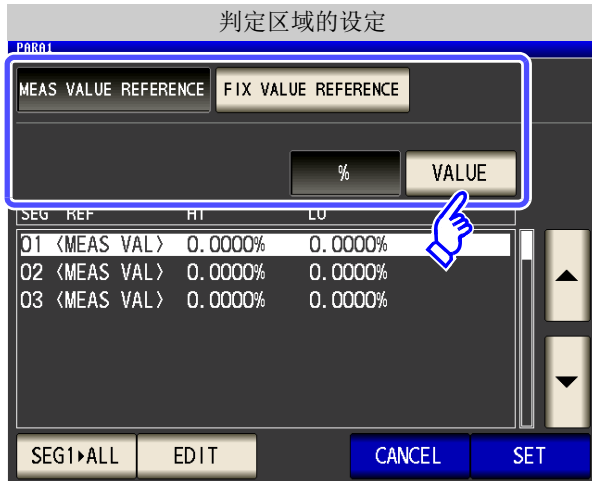 判定区域的设定
PARA1
MEAS VALUE REFERENCE FIX VALUE REFERENCE
% VALUE
SEG REF HI LO
01 〈MEAS VAL〉 0.0000% 0.0000%
02 〈MEAS VAL〉 0.0000% 0.0000%
03 〈MEAS VAL〉 0.0000% 0.0000%
SEG1▸ALL EDIT CANCEL SET